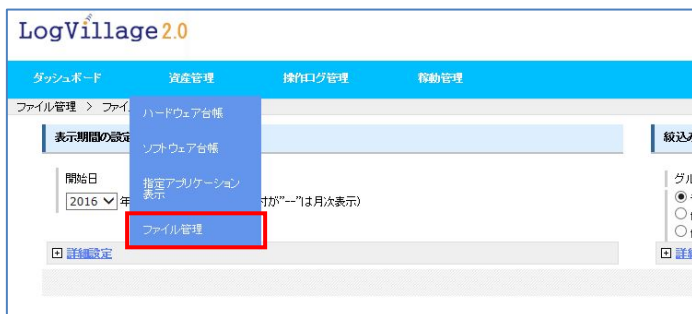 LogVillage 2.0
ダッシュボード 資産管理 操作ログ管理 稼動管理
ファイル管理 > ファイ
ハードウェア台帳
表示期間の設定
絞込み
ソフトウェア台帳
開始日
指定アプリケーション
表示
2016 年
付が"--"は月次表示)
ファイル管理
詳細設定